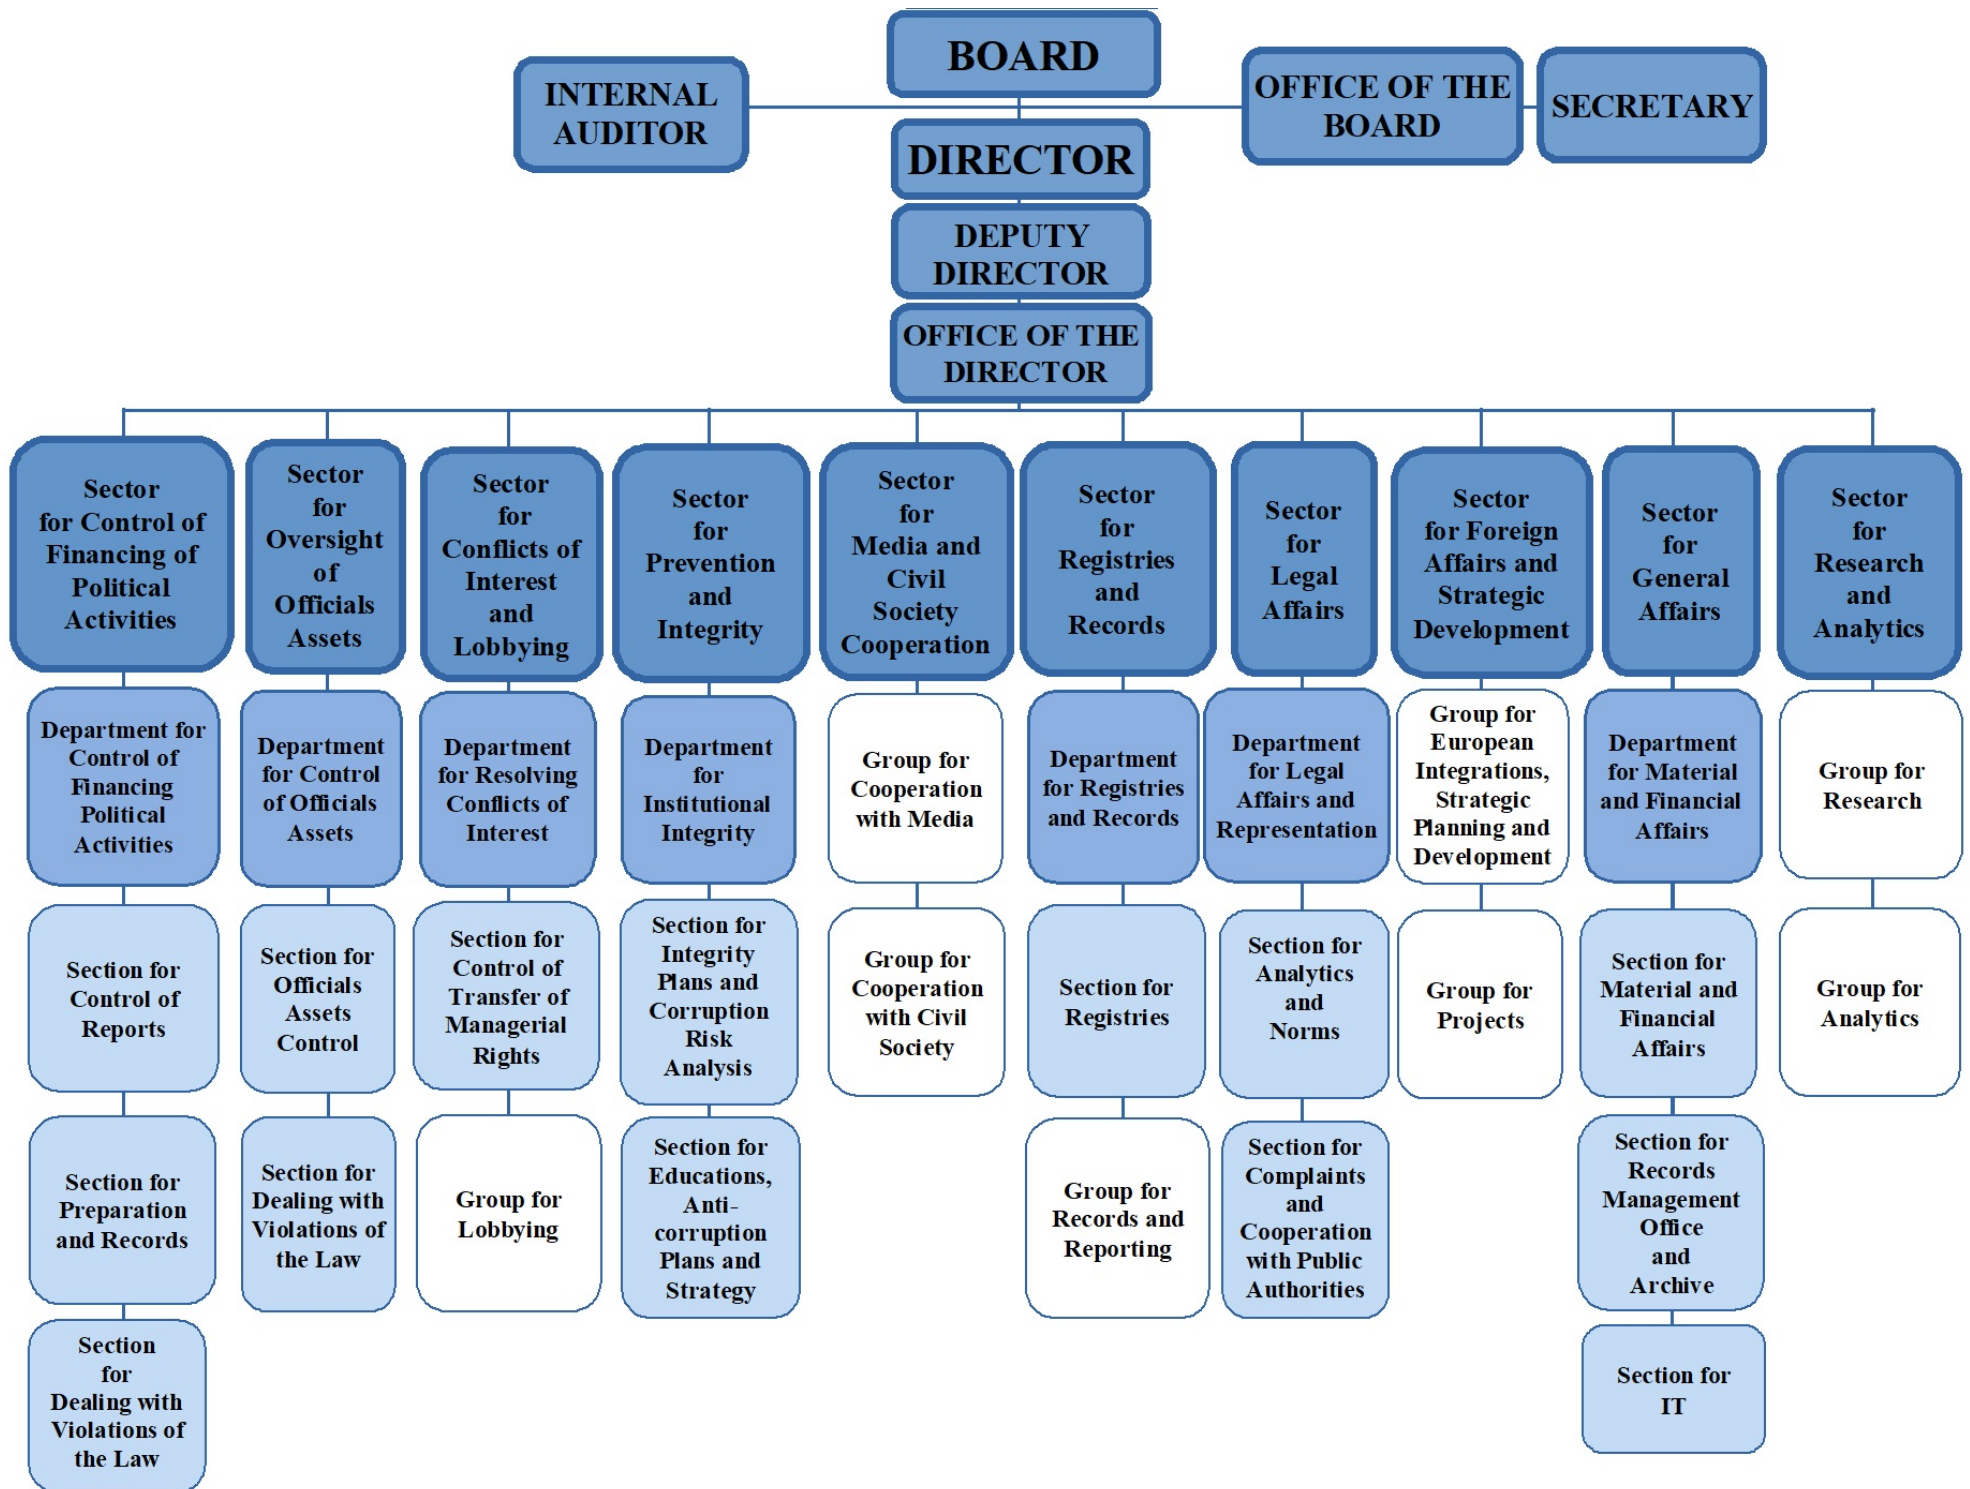 BOARD
INTERNAL
AUDITOR
OFFICE OF THE
BOARD
SECRETARY
DIRECTOR
DEPUTY
DIRECTOR
OFFICE OF THE
DIRECTOR
Sector
for Control of
Financing of
Political
Activities
Sector
for
Oversight
of
Officials
Assets
Sector
for
Conflicts of
Interest
and
Lobbying
Sector
for
Prevention
and
Integrity
Sector
for
Media and
Civil
Society
Cooperation
Sector
for
Registries
and
Records
Sector
for
Legal
Affairs
Sector
for Foreign
Affairs and
Strategic
Development
Sector
for
General
Affairs
Sector
for
Research
and
Analytics
Department for
Control of
Financing
Political
Activities
Department
for Control
of Officials
Assets
Department
for Resolving
Conflicts of
Interest
Department
for
Institutional
Integrity
Group for
Cooperation
with Media
Department
for Registries
and Records
Department
for Legal
Affairs and
Representation
Group for
European
Integrations,
Strategic
Planning and
Development
Department
for Material
and Financial
Affairs
Group for
Research
Section for
Control of
Reports
Section for
Officials
Assets
Control
Section for
Control of
Transfer of
Managerial
Rights
Section for
Integrity
Plans and
Corruption
Risk
Analysis
Group for
Cooperation
with Civil
Society
Section for
Registries
Section for
Analytics
and
Norms
Group for
Projects
Section for
Material and
Financial
Affairs
Group for
Analytics
Section for
Preparation
and Records
Section for
Dealing with
Violations of
the Law
Group for
Lobbying
Section for
Educations,
Anti-
corruption
Plans and
Strategy
Group for
Records and
Reporting
Section for
Complaints
and
Cooperation
with Public
Authorities
Section for
Records
Management
Office
and
Archive
Section
for
Dealing with
Violations of
the Law
Section for
IT